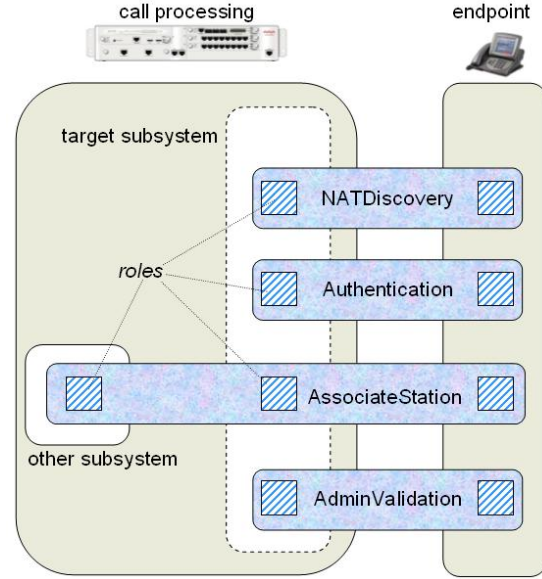 call processing
endpoint
target subsystem
NATDiscovery
roles
Authentication
AssociateStation
other subsystem
AdminValidation